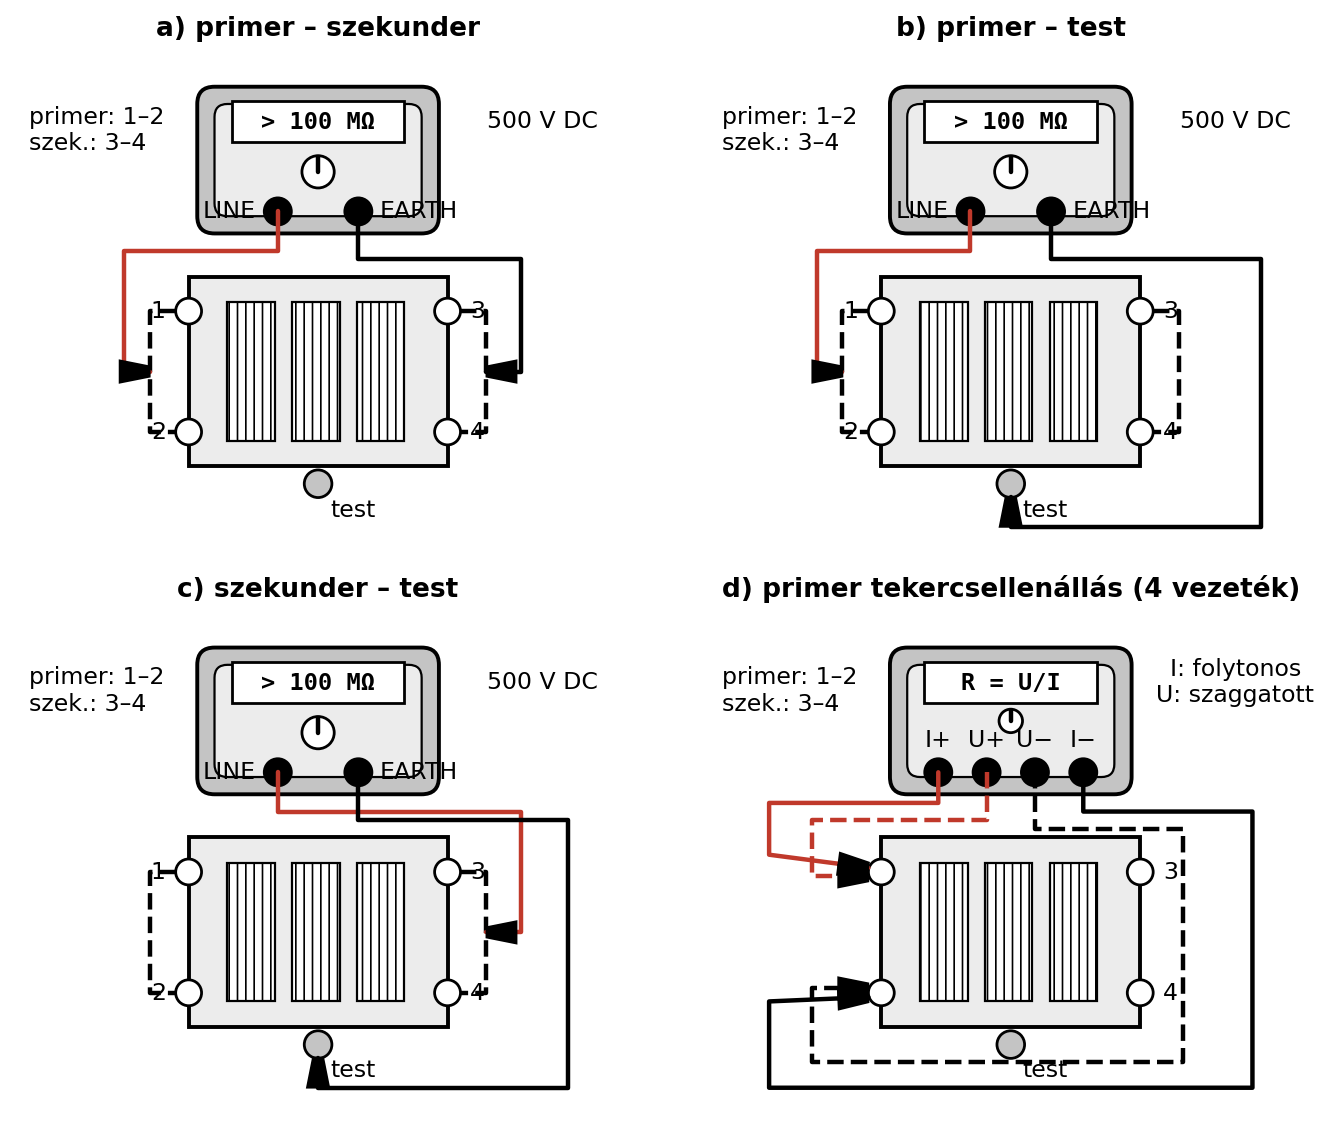 a) primer – szekunder
primer: 1–2
szek.: 3–4
> 100 MΩ
500 V DC
LINE
EARTH
1
3
2
4
test
b) primer – test
primer: 1–2
szek.: 3–4
> 100 MΩ
500 V DC
LINE
EARTH
1
3
2
4
test
c) szekunder – test
primer: 1–2
szek.: 3–4
> 100 MΩ
500 V DC
LINE
EARTH
1
3
2
4
test
d) primer tekercsellenállás (4 vezeték)
primer: 1–2
szek.: 3–4
R = U/I
I: folytonos
U: szaggatott
I+ U+ U− I−
3
4
test